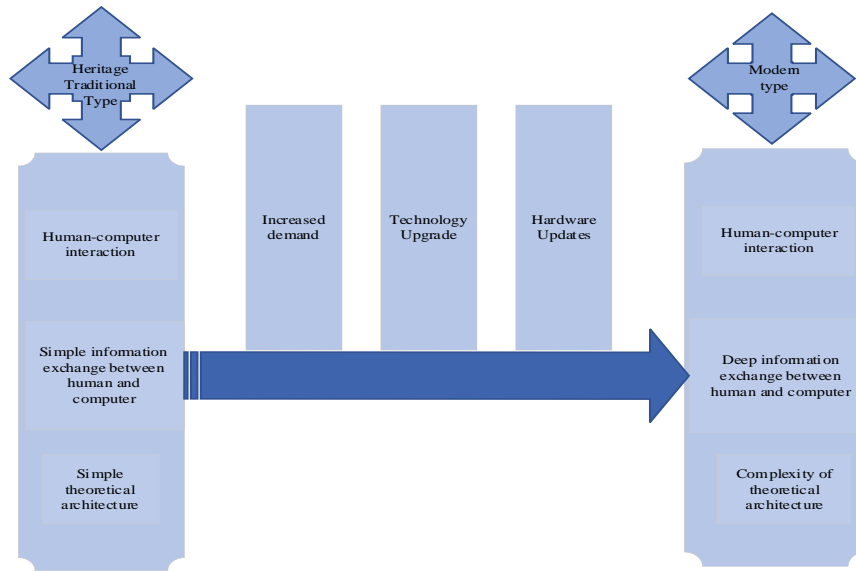 Heritage
Traditional
Type
Modern
type
Increased
demand
Technology
Upgrade
Hardware
Updates
Human-computer
interaction
Simple information
exchange between
human and
computer
Simple
theoretical
architecture
Human-computer
interaction
Deep information
exchange between
human and computer
Complexity of
theoretical
architecture